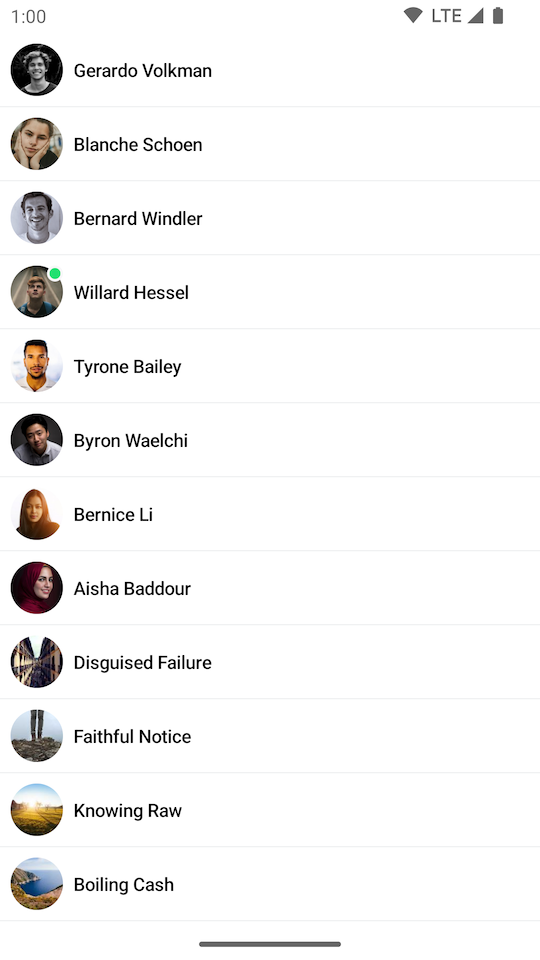 1:00 LTE
Gerardo Volkman
Blanche Schoen
Bernard Windler
Willard Hessel
Tyrone Bailey
Byron Waelchi
Bernice Li
Aisha Baddour
Disguised Failure
Faithful Notice
Knowing Raw
Boiling Cash